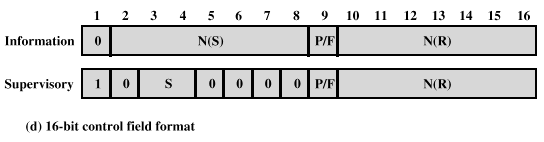 1 2 3 4 5 6 7 8 9 10 11 12 13 14 15 16
Information 0 N(S) P/F N(R)
Supervisory 1 0 S 0 0 0 0 P/F N(R)
(d) 16-bit control field format